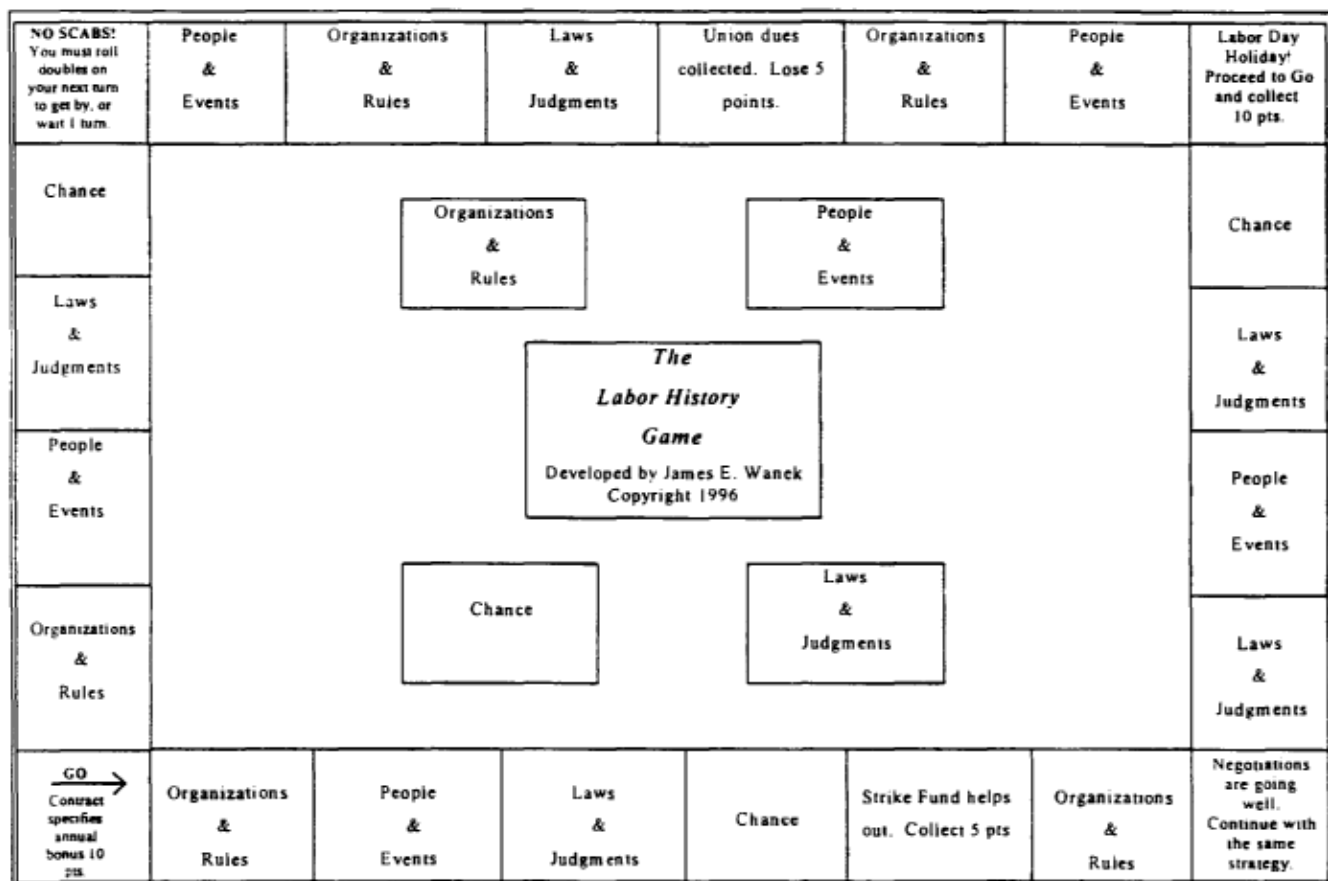 NO SCABS!
You must roll
doubles on
your next turn
to get by, or
wait 1 turn.
People
&
Events
Organizations
&
Rules
Laws
&
Judgments
Union dues
collected. Lose 5
points.
Organizations
&
Rules
People
&
Events
Labor Day
Holiday!
Proceed to Go
and collect
10 pts.
Chance
Organizations
&
Rules
People
&
Events
Chance
Laws
&
Judgments
The
Labor History
Game
Developed by James E. Wanek
Copyright 1996
Laws
&
Judgments
People
&
Events
People
&
Events
Chance
Laws
&
Judgments
Organizations
&
Rules
Laws
&
Judgments
GO
Contract
specifies
annual
bonus 10
pts.
Organizations
&
Rules
People
&
Events
Laws
&
Judgments
Chance
Strike Fund helps
out. Collect 5 pts
Organizations
&
Rules
Negotiations
are going
well.
Continue with
the same
strategy.